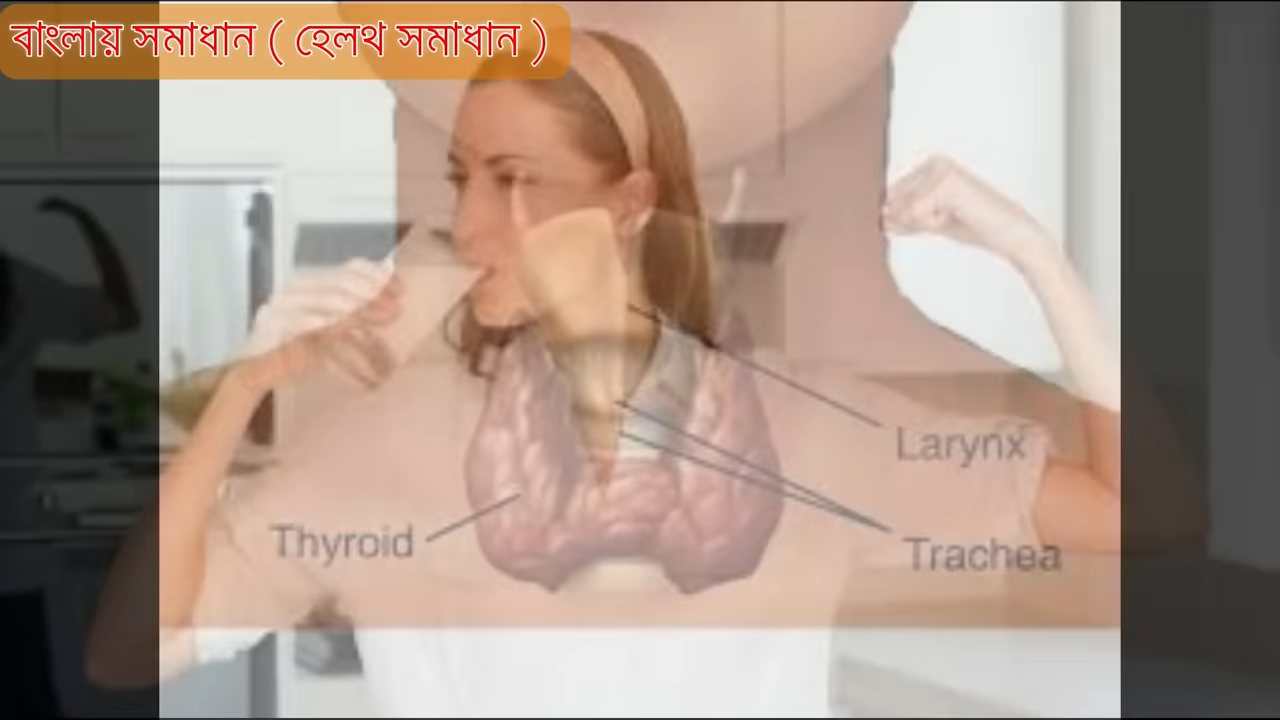 বাংলায় সমাধান ( হেলথ সমাধান )
Larynx
Thyroid
Trachea